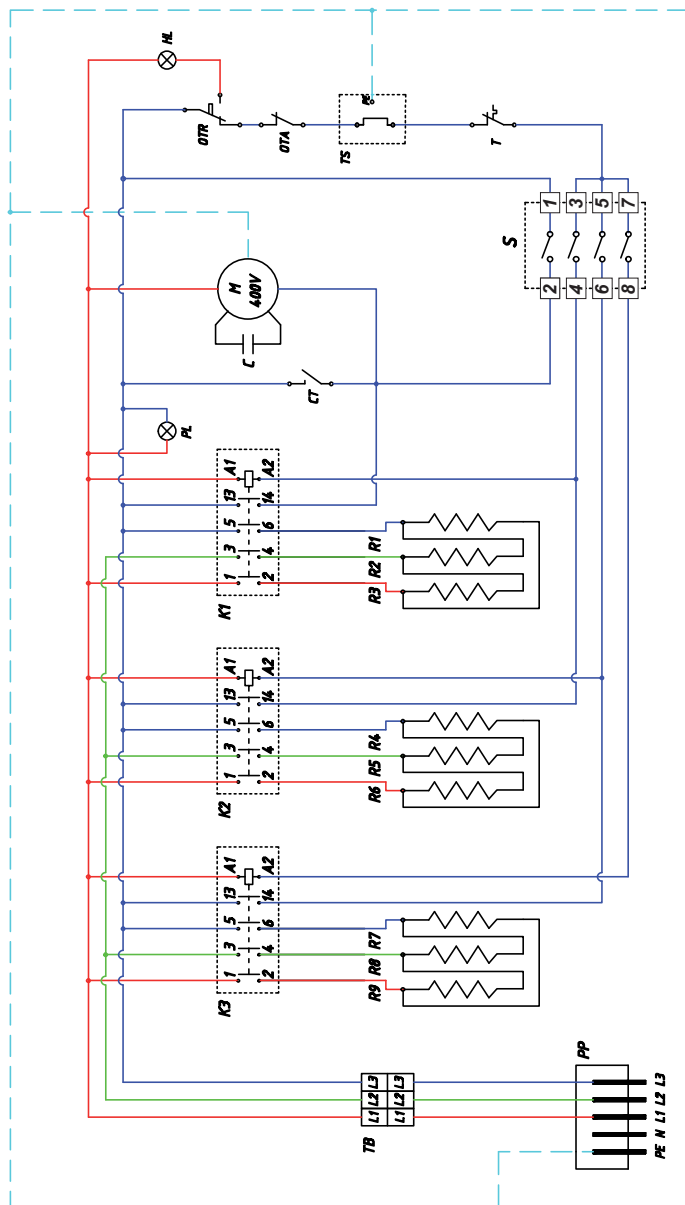 HL
OTR
OTA
TS
PE
T
S
1 3 5 7
2 4 6 8
M
400V
C
CT
PL
K1
1 3 5 13 A1
2 4 6 14 A2
R1
R2
R3
K2
1 3 5 13 A1
2 4 6 14 A2
R4
R5
R6
K3
1 3 5 13 A1
2 4 6 14 A2
R7
R8
R9
TB
L1 L2 L3
L1 L2 L3
PP
PE N L1 L2 L3